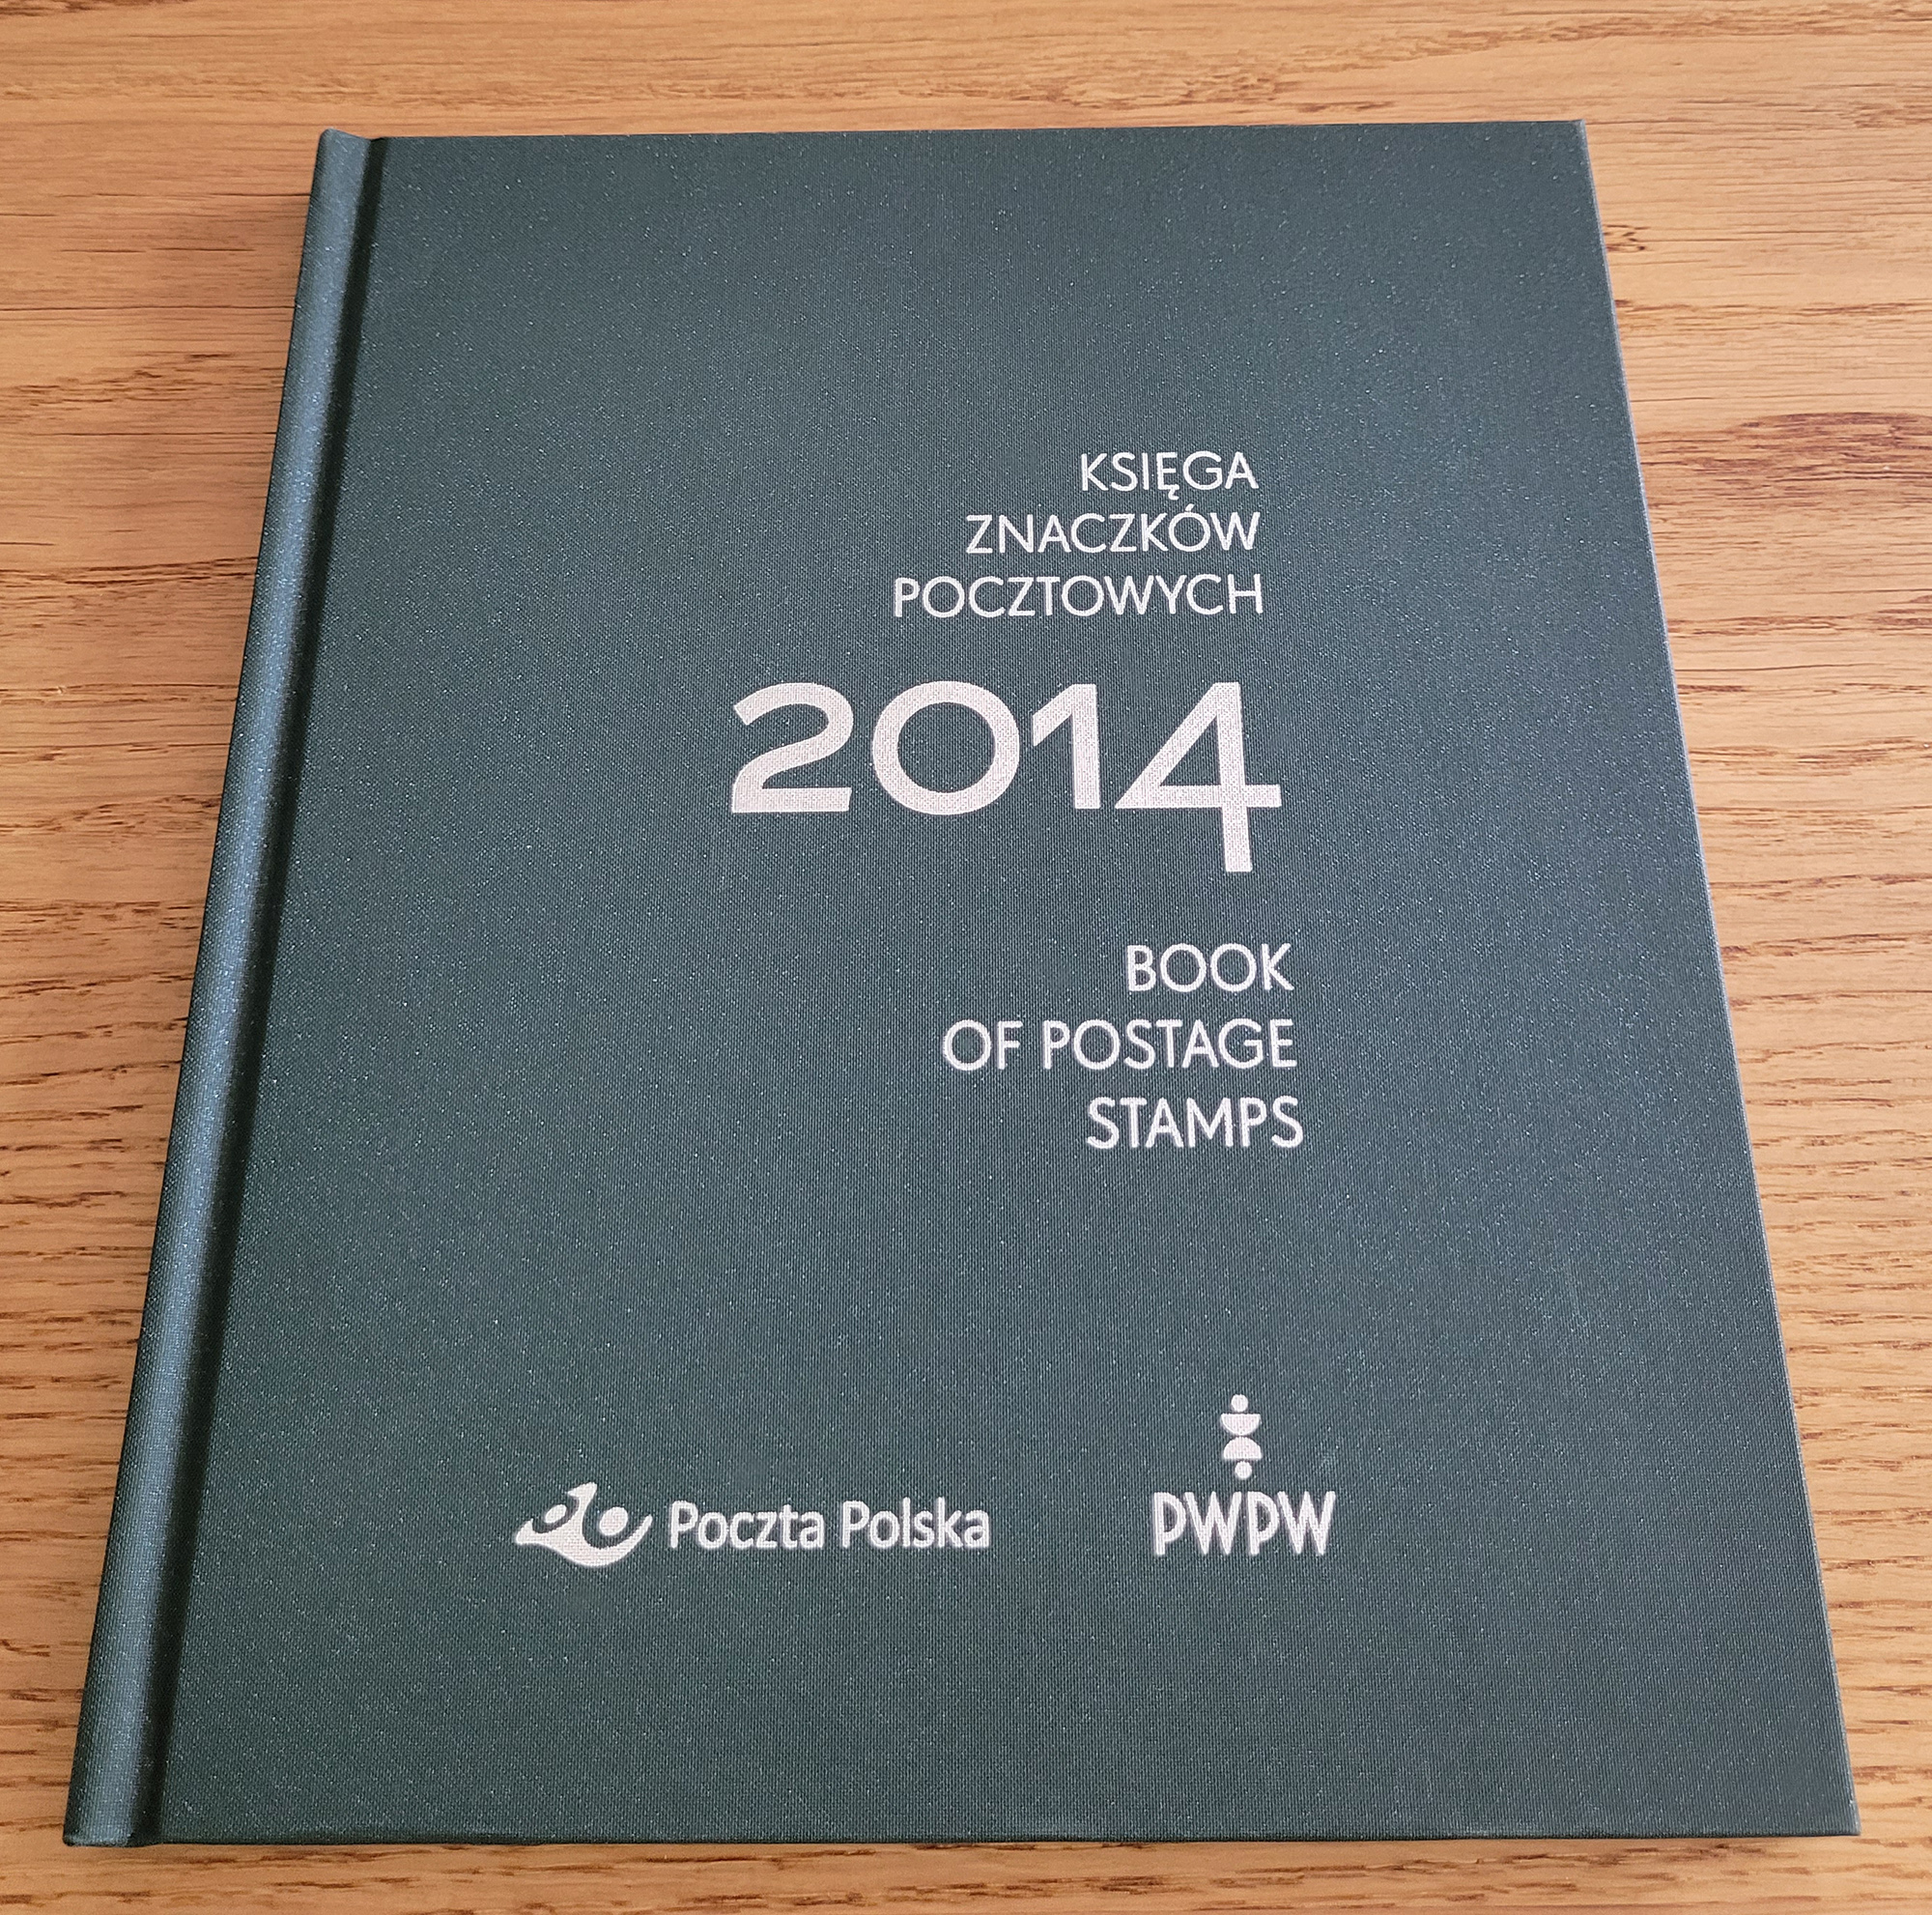 KSIĘGA
ZNACZKÓW
POCZTOWYCH
2014
BOOK
OF POSTAGE
STAMPS
Poczta Polska
PWPW